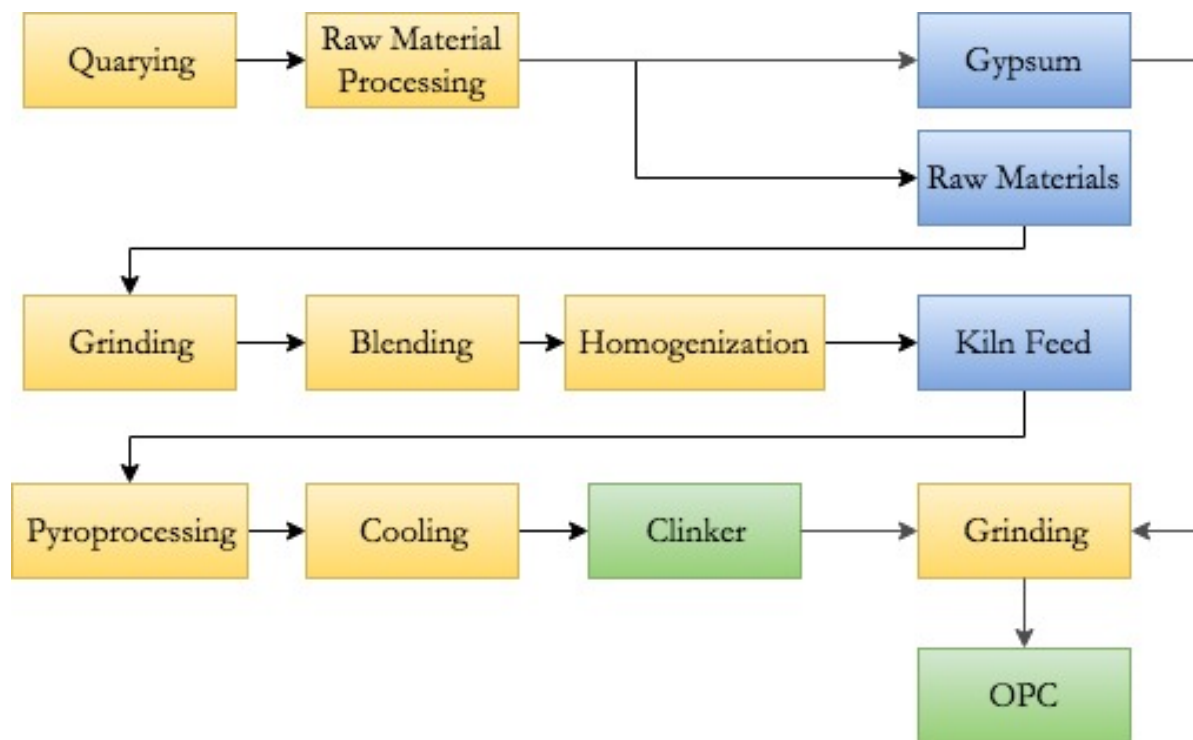 Quarying
Raw Material
Processing
Gypsum
Raw Materials
Grinding
Blending
Homogenization
Kiln Feed
Pyroprocessing
Cooling
Clinker
Grinding
OPC